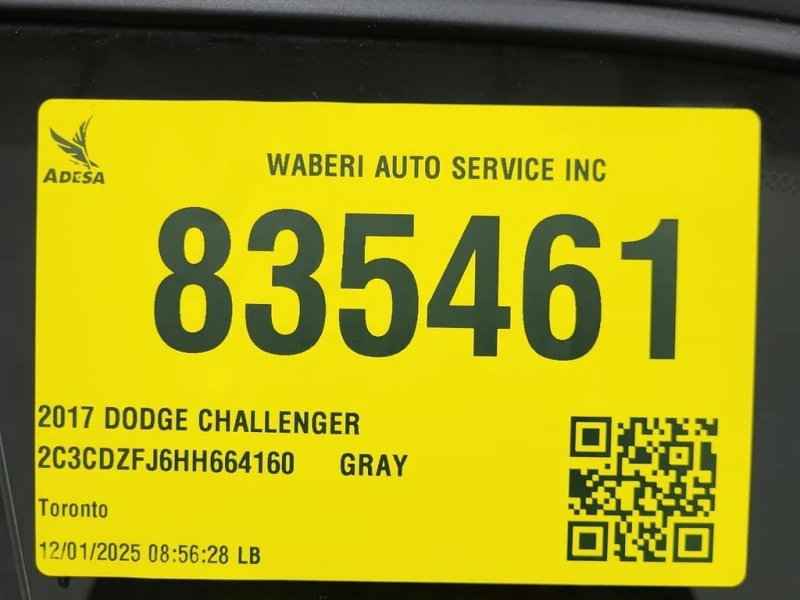 ADESA
WABERI AUTO SERVICE INC
835461
2017 DODGE CHALLENGER
2C3CDZFJ6HH664160 GRAY
Toronto
12/01/2025 08:56:28 LB